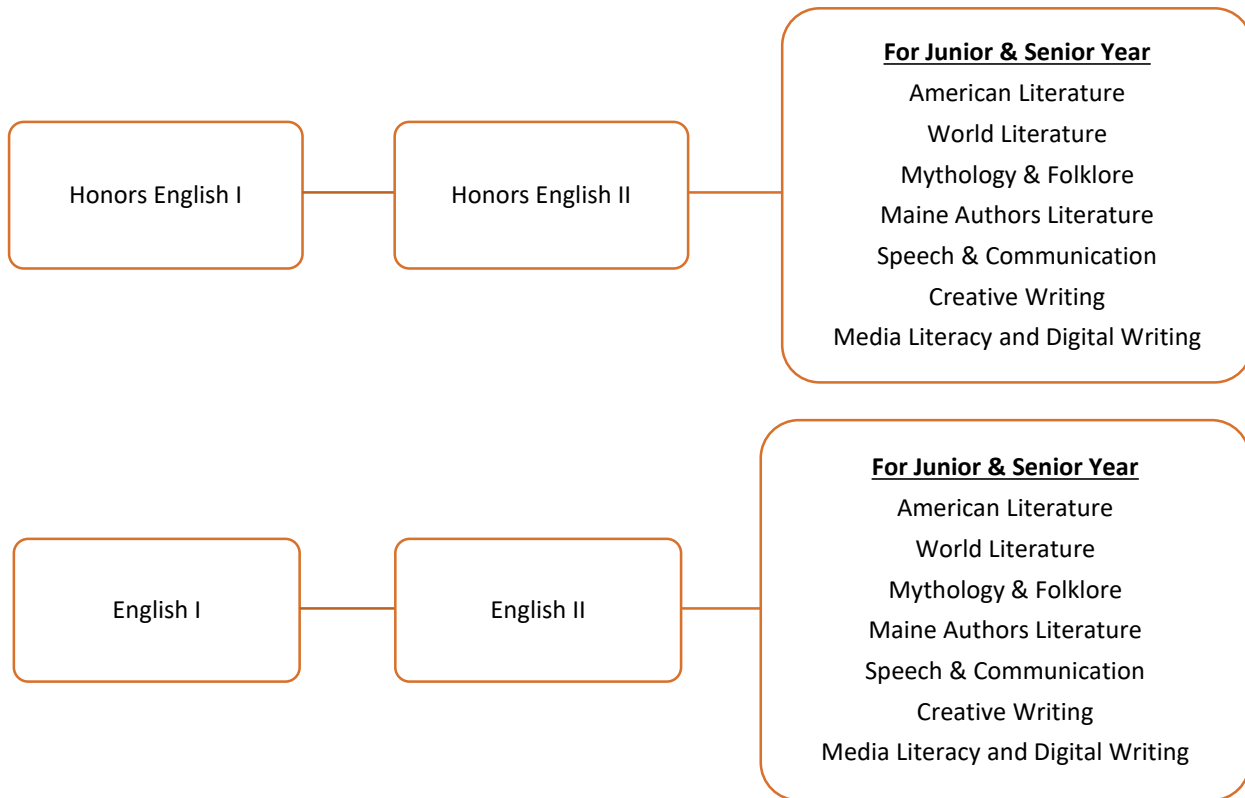 Honors English I
Honors English II
For Junior & Senior Year
American Literature
World Literature
Mythology & Folklore
Maine Authors Literature
Speech & Communication
Creative Writing
Media Literacy and Digital Writing
English I
English II
For Junior & Senior Year
American Literature
World Literature
Mythology & Folklore
Maine Authors Literature
Speech & Communication
Creative Writing
Media Literacy and Digital Writing